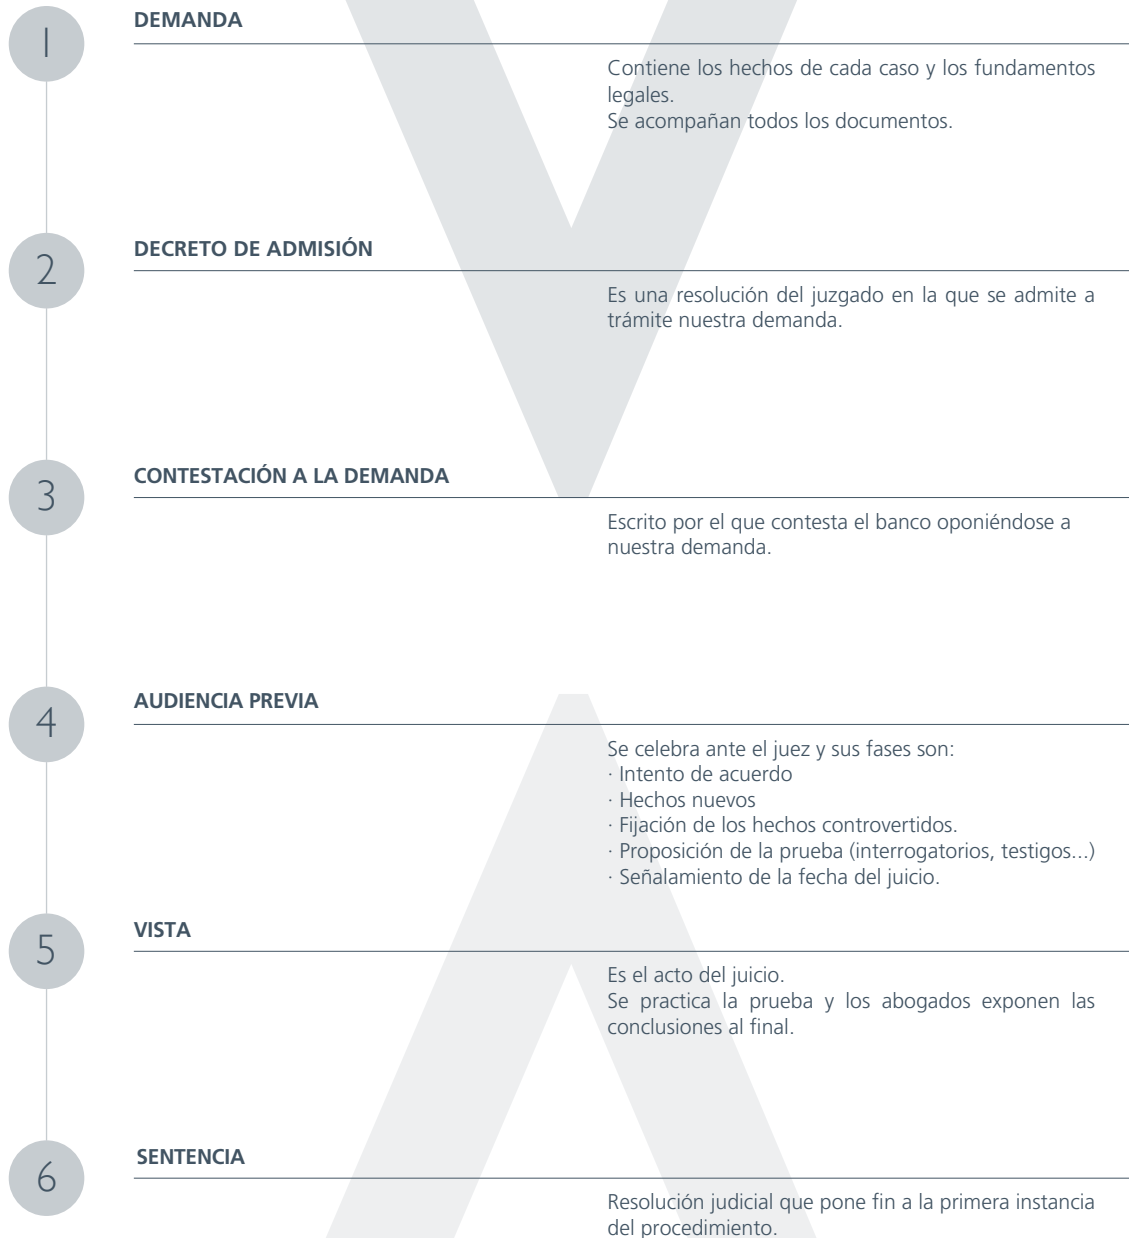 1
DEMANDA
Contiene los hechos de cada caso y los fundamentos
legales.
Se acompañan todos los documentos.
2
DECRETO DE ADMISIÓN
Es una resolución del juzgado en la que se admite a
trámite nuestra demanda.
3
CONTESTACIÓN A LA DEMANDA
Escrito por el que contesta el banco oponiéndose a
nuestra demanda.
4
AUDIENCIA PREVIA
Se celebra ante el juez y sus fases son:
· Intento de acuerdo
· Hechos nuevos
· Fijación de los hechos controvertidos.
· Proposición de la prueba (interrogatorios, testigos...)
· Señalamiento de la fecha del juicio.
5
VISTA
Es el acto del juicio.
Se practica la prueba y los abogados exponen las
conclusiones al final.
6
SENTENCIA
Resolución judicial que pone fin a la primera instancia
del procedimiento.